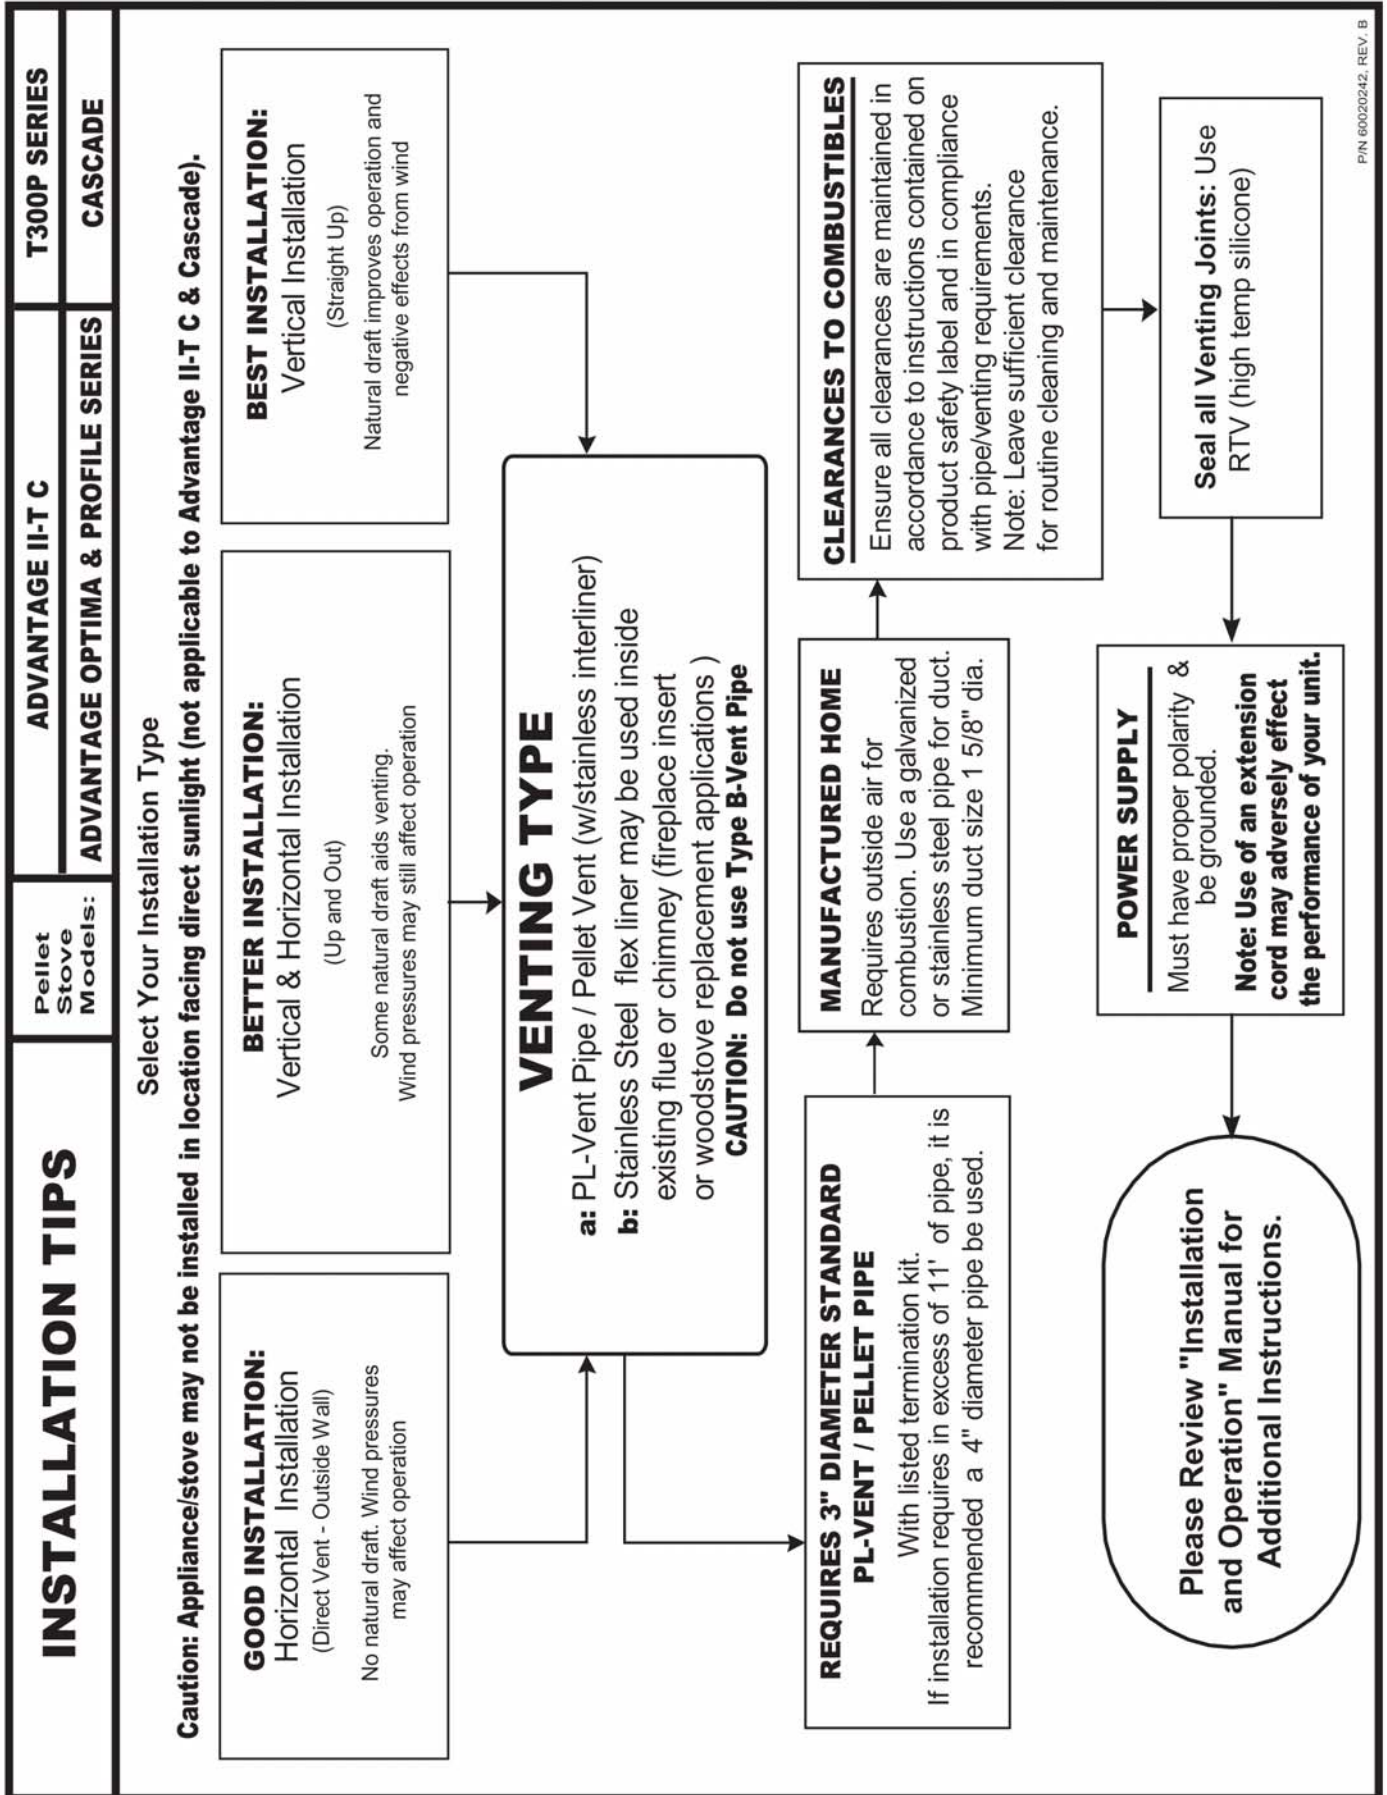 INSTALLATION TIPS
Pellet
Stove
Models:
ADVANTAGE II-T C
T300P SERIES
ADVANTAGE OPTIMA & PROFILE SERIES
CASCADE
Select Your Installation Type
Caution: Appliance/stove may not be installed in location facing direct sunlight (not applicable to Advantage II-T C & Cascade).
GOOD INSTALLATION:
Horizontal Installation
(Direct Vent - Outside Wall)
No natural draft. Wind pressures
may affect operation
BETTER INSTALLATION:
Vertical & Horizontal Installation
(Up and Out)
Some natural draft aids venting.
Wind pressures may still affect operation
BEST INSTALLATION:
Vertical Installation
(Straight Up)
Natural draft improves operation and
negative effects from wind
VENTING TYPE
a: PL-Vent Pipe / Pellet Vent (w/stainless interliner)
b: Stainless Steel flex liner may be used inside
existing flue or chimney (fireplace insert
or woodstove replacement applications )
CAUTION: Do not use Type B-Vent Pipe
REQUIRES 3" DIAMETER STANDARD
PL-VENT / PELLET PIPE
With listed termination kit.
If installation requires in excess of 11' of pipe, it is
recommended a 4" diameter pipe be used.
MANUFACTURED HOME
Requires outside air for
combustion. Use a galvanized
or stainless steel pipe for duct.
Minimum duct size 1 5/8" dia.
CLEARANCES TO COMBUSTIBLES
Ensure all clearances are maintained in
accordance to instructions contained on
product safety label and in compliance
with pipe/venting requirements.
Note: Leave sufficient clearance
for routine cleaning and maintenance.
Seal all Venting Joints: Use
RTV (high temp silicone)
POWER SUPPLY
Must have proper polarity &
be grounded.
Note: Use of an extension
cord may adversely effect
the performance of your unit.
Please Review "Installation
and Operation" Manual for
Additional Instructions.
P/N 60020242, REV. B